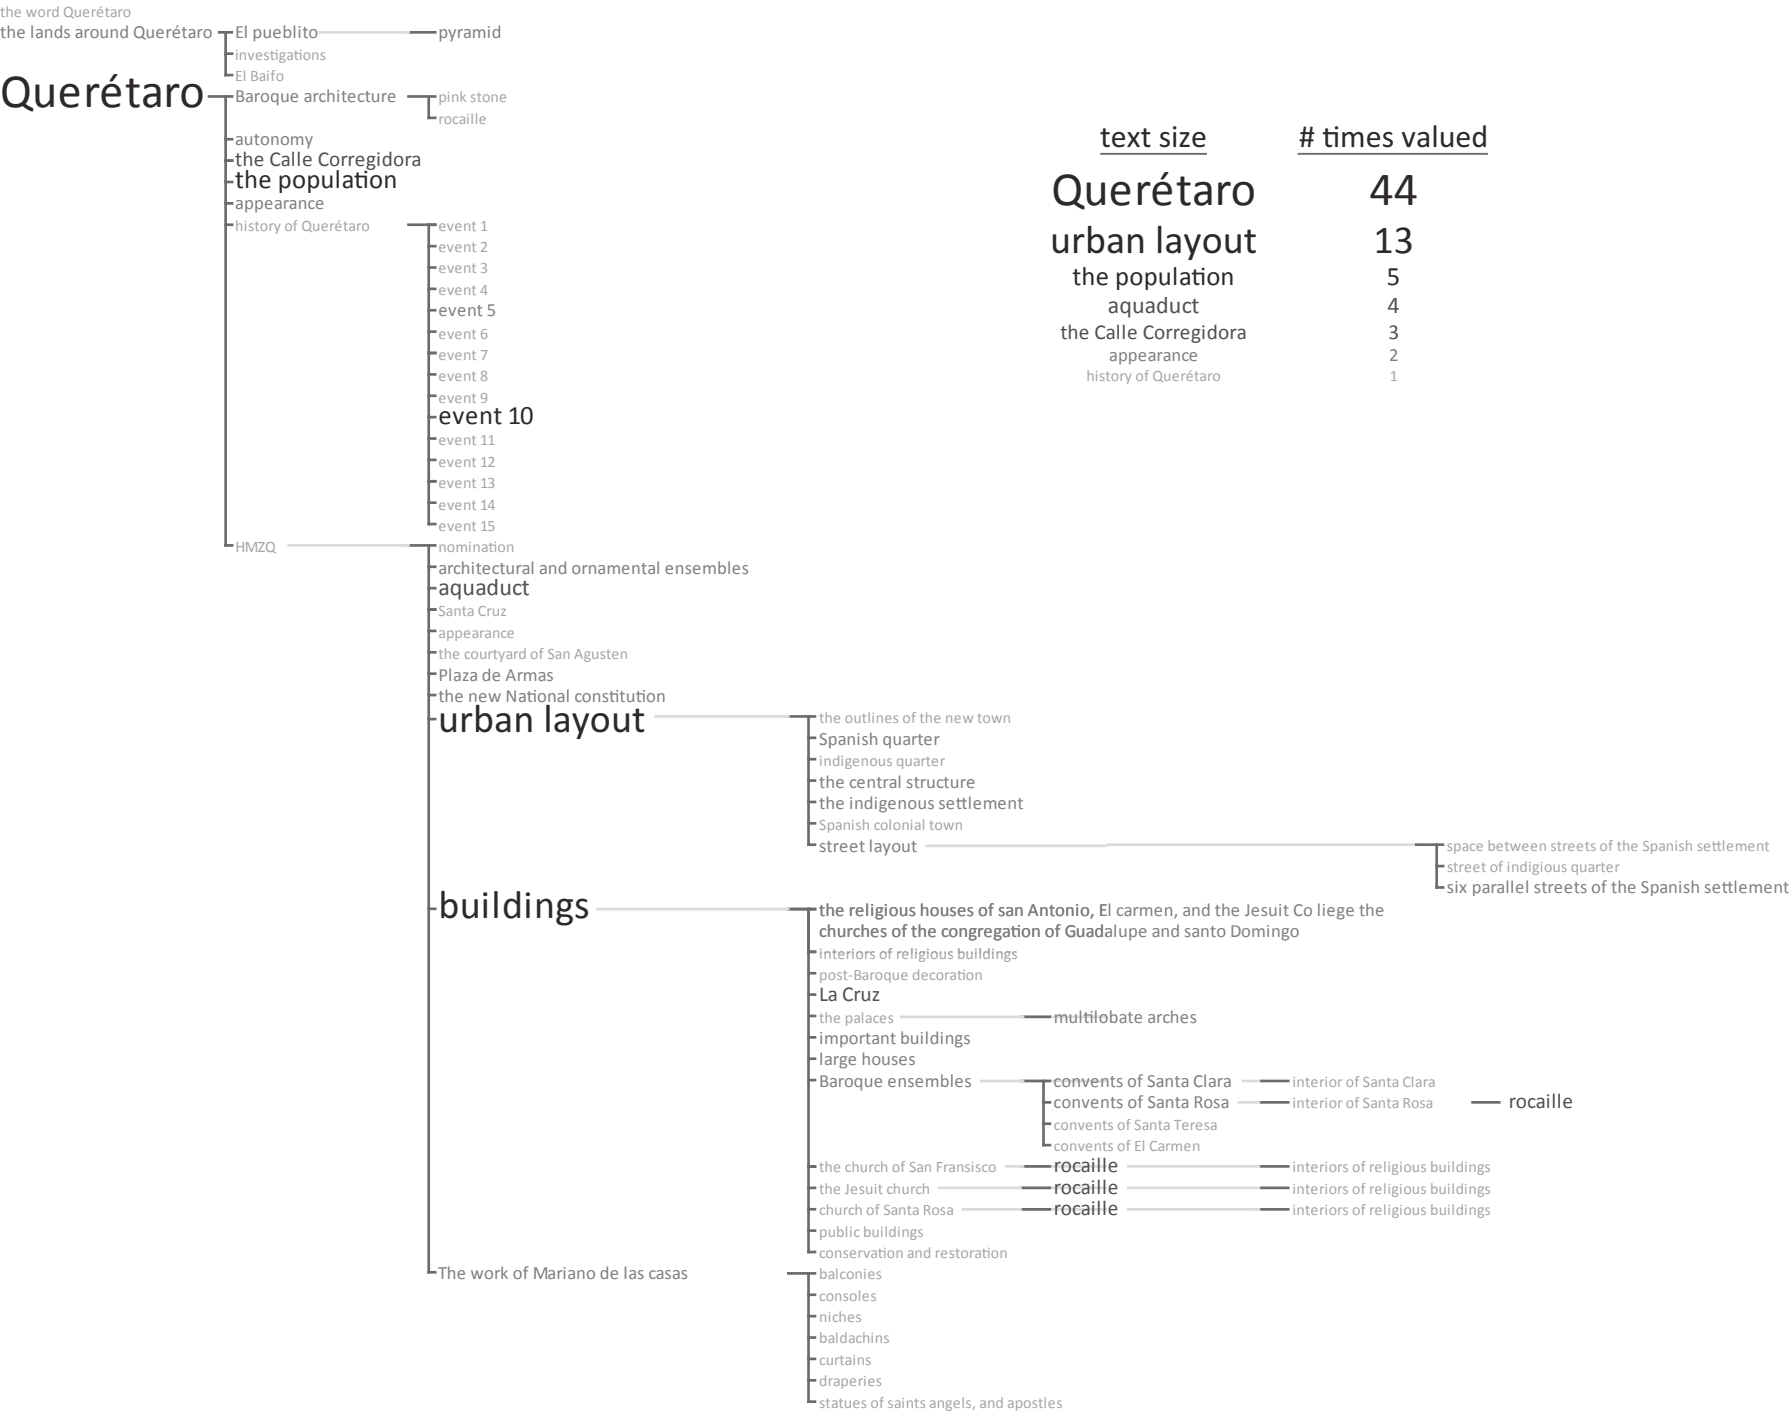 the word Querétaro
the lands around Querétaro
El pueblito
pyramid
investigations
El Baifo
Querétaro
Baroque architecture
pink stone
rocaille
autonomy
the Calle Corregidora
the population
appearance
history of Querétaro
event 1
event 2
event 3
event 4
event 5
event 6
event 7
event 8
event 9
event 10
event 11
event 12
event 13
event 14
event 15
text size
# times valued
Querétaro
44
urban layout
13
the population
5
aquaduct
4
the Calle Corregidora
3
appearance
2
history of Querétaro
1
HMZQ
nomination
architectural and ornamental ensembles
aquaduct
Santa Cruz
appearance
the courtyard of San Agusten
Plaza de Armas
the new National constitution
urban layout
the outlines of the new town
Spanish quarter
indigenous quarter
the central structure
the indigenous settlement
Spanish colonial town
street layout
space between streets of the Spanish settlement
street of indigious quarter
six parallel streets of the Spanish settlement
buildings
the religious houses of san Antonio, El carmen, and the Jesuit Co liege the
churches of the congregation of Guadalupe and santo Domingo
interiors of religious buildings
post-Baroque decoration
La Cruz
the palaces
multilobate arches
important buildings
large houses
Baroque ensembles
convents of Santa Clara
interior of Santa Clara
convents of Santa Rosa
interior of Santa Rosa
rocaille
convents of Santa Teresa
convents of El Carmen
the church of San Fransisco
rocaille
interiors of religious buildings
the Jesuit church
rocaille
interiors of religious buildings
church of Santa Rosa
rocaille
interiors of religious buildings
public buildings
conservation and restoration
The work of Mariano de las casas
balconies
consoles
niches
baldachins
curtains
draperies
statues of saints angels, and apostles